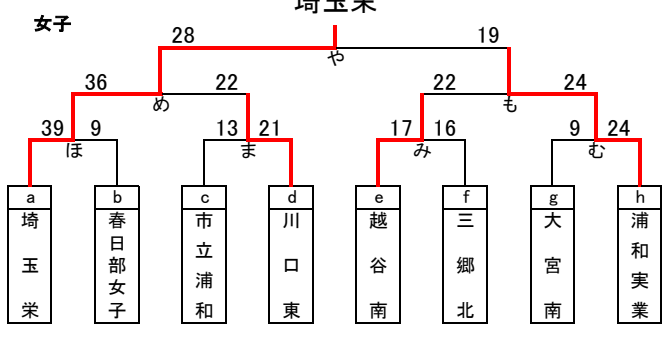 埼玉栄
女子
28 19
や
36 22 22 24
め も
39 9 13 21 17 16 9 24
ほ ま み む
a b c d e f g h
埼玉栄
春日部女子
市立浦和
川口東
越谷南
三郷北
大宮南
浦和実業